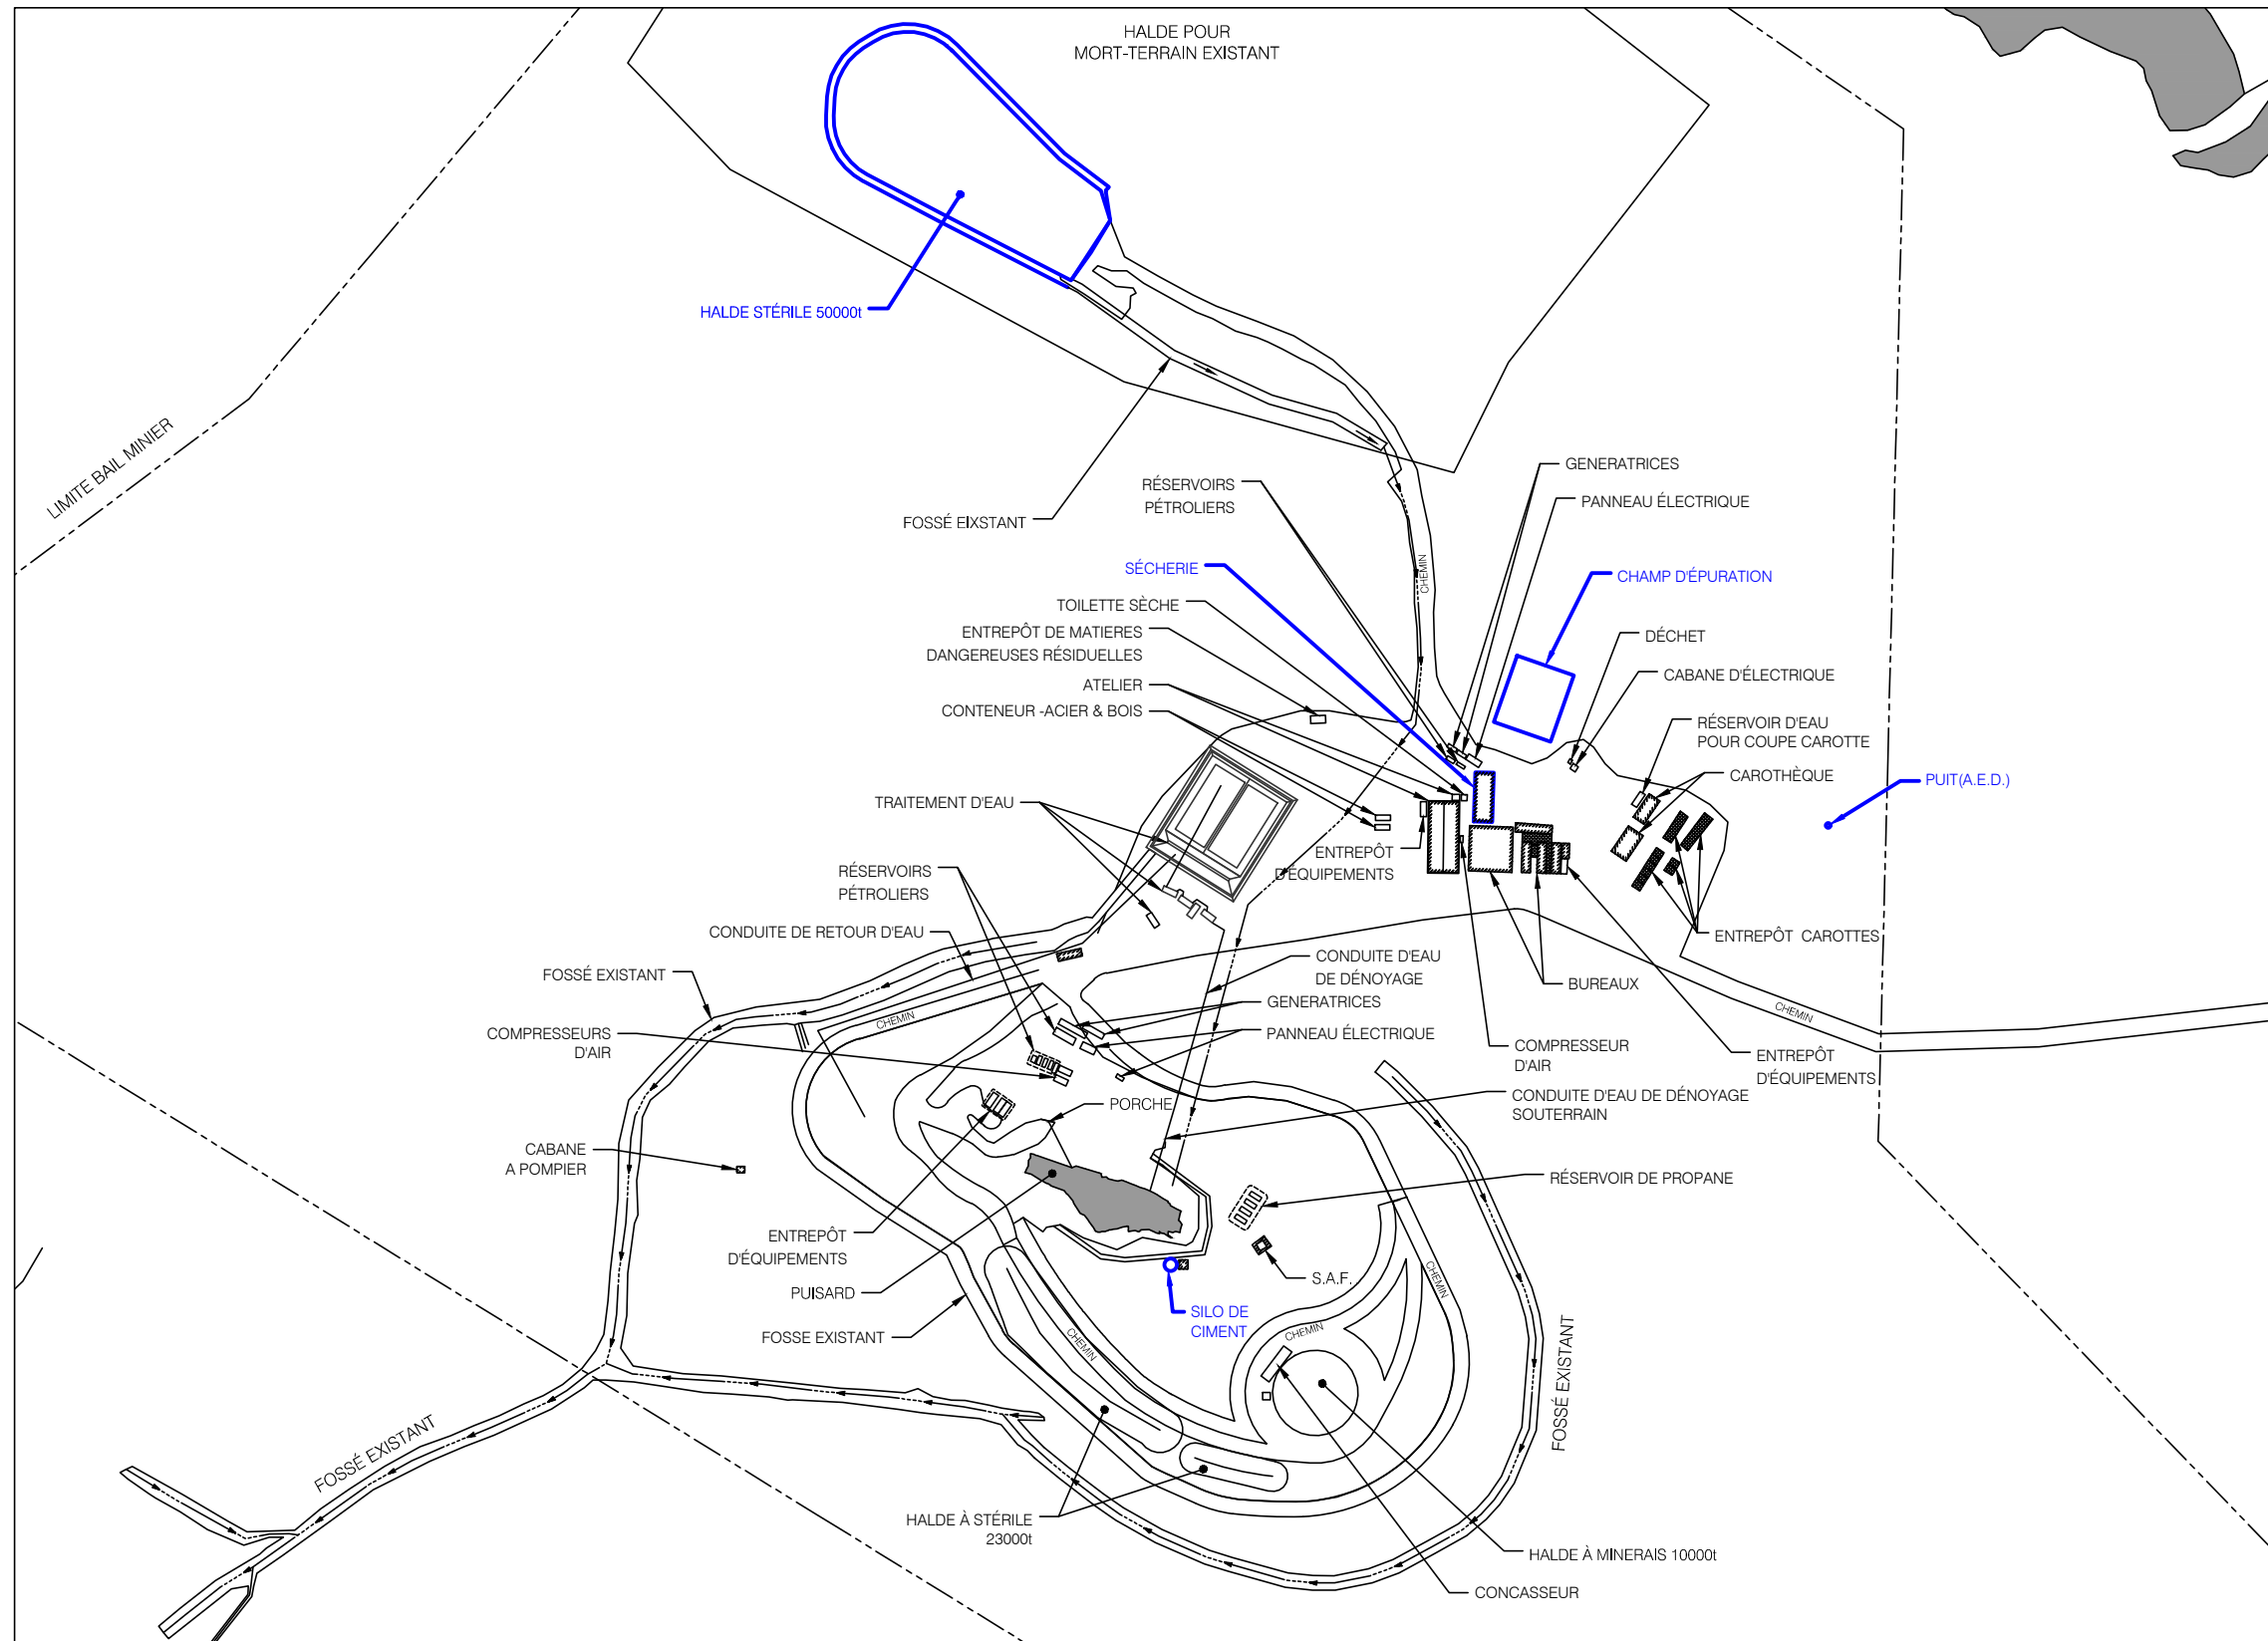 HALDE POUR
MORT-TERRAIN EXISTANT
HALDE STÉRILE 50000t
LIMITE BAIL MINIER
GENERATRICES
RÉSERVOIRS
PÉTROLIERS
PANNEAU ÉLECTRIQUE
FOSSÉ EIXSTANT
CHEMIN
SÉCHERIE
CHAMP D'ÉPURATION
TOILETTE SÈCHE
ENTREPÔT DE MATIERES
DANGEREUSES RÉSIDUELLES
DÉCHET
CABANE D'ÉLECTRIQUE
ATELIER
CONTENEUR -ACIER & BOIS
RÉSERVOIR D'EAU
POUR COUPE CAROTTE
CAROTHÈQUE
PUIT(A.E.D.)
TRAITEMENT D'EAU
ENTREPÔT
D'ÉQUIPEMENTS
RÉSERVOIRS
PÉTROLIERS
CONDUITE DE RETOUR D'EAU
ENTREPÔT  CAROTTES
CONDUITE D'EAU
DE DÉNOYAGE
BUREAUX
FOSSÉ EXISTANT
GENERATRICES
CHEMIN
CHEMIN
COMPRESSEURS
D'AIR
PANNEAU ÉLECTRIQUE
COMPRESSEUR
D'AIR
ENTREPÔT
D'ÉQUIPEMENTS
PORCHE
CONDUITE D'EAU DE DÉNOYAGE
SOUTERRAIN
CABANE
A POMPIER
RÉSERVOIR DE PROPANE
ENTREPÔT
D'ÉQUIPEMENTS
S.A.F.
CHEMIN
PUISARD
SILO DE
CIMENT
FOSSE EXISTANT
CHEMIN
CHEMIN
FOSSÉ EXISTANT
FOSSÉ EXISTANT
HALDE À STÉRILE
23000t
HALDE À MINERAIS 10000t
CONCASSEUR